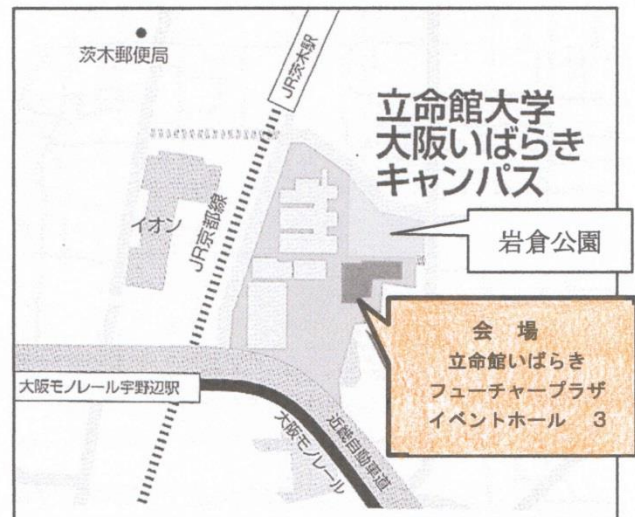 茨木郵便局
JR茨木駅
立命館大学
大阪いばらき
キャンパス
イオン
JR京都線
岩倉公園
会 場
立命館いばらき
フューチャープラザ
イベントホール 3
大阪モノレール宇野辺駅
近畿自動車道
大阪モノレール